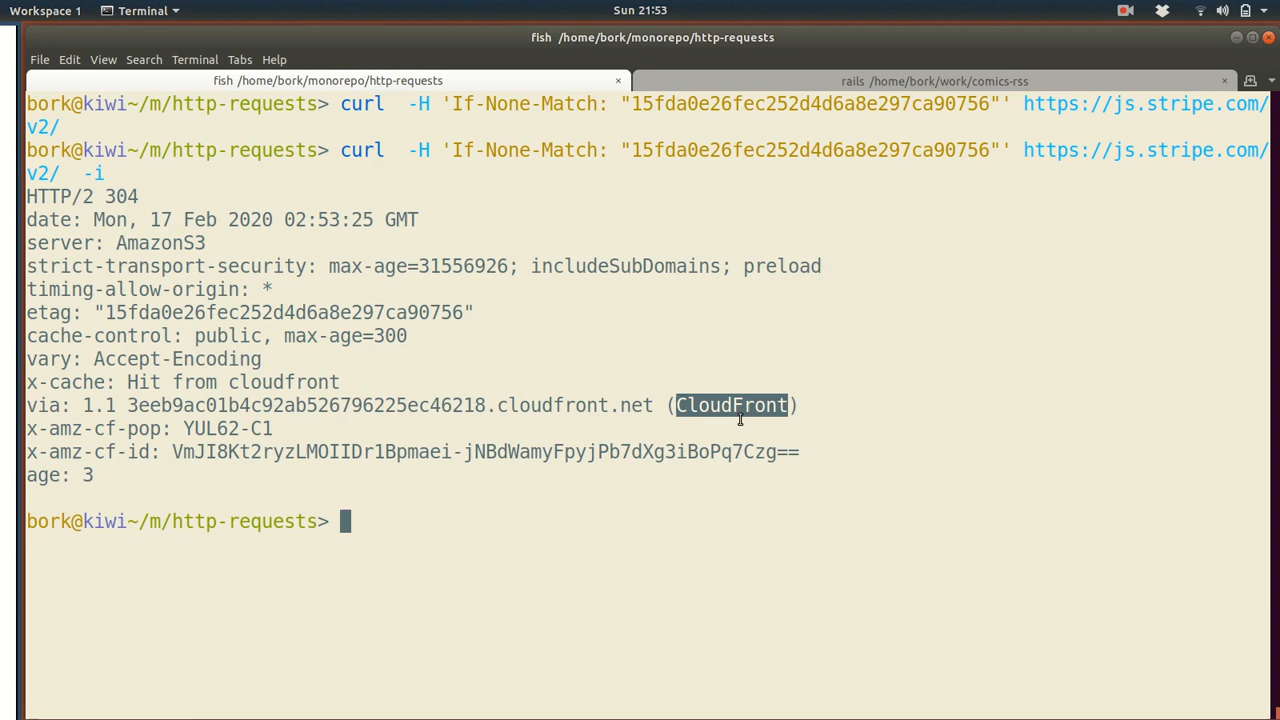 Workspace 1 Terminal Sun 21:53
fish /home/bork/monorepo/http-requests
File Edit View Search Terminal Tabs Help
fish /home/bork/monorepo/http-requests × rails /home/bork/work/comics-rss ×
bork@kiwi~/m/http-requests> curl  -H 'If-None-Match: "15fda0e26fec252d4d6a8e297ca90756"' https://js.stripe.com/
v2/
bork@kiwi~/m/http-requests> curl  -H 'If-None-Match: "15fda0e26fec252d4d6a8e297ca90756"' https://js.stripe.com/
v2/  -i
HTTP/2 304
date: Mon, 17 Feb 2020 02:53:25 GMT
server: AmazonS3
strict-transport-security: max-age=31556926; includeSubDomains; preload
timing-allow-origin: *
etag: "15fda0e26fec252d4d6a8e297ca90756"
cache-control: public, max-age=300
vary: Accept-Encoding
x-cache: Hit from cloudfront
via: 1.1 3eeb9ac01b4c92ab526796225ec46218.cloudfront.net (CloudFront)
x-amz-cf-pop: YUL62-C1
x-amz-cf-id: VmJI8Kt2ryzLMOIIDr1Bpmaei-jNBdWamyFpyjPb7dXg3iBoPq7Czg==
age: 3
bork@kiwi~/m/http-requests>